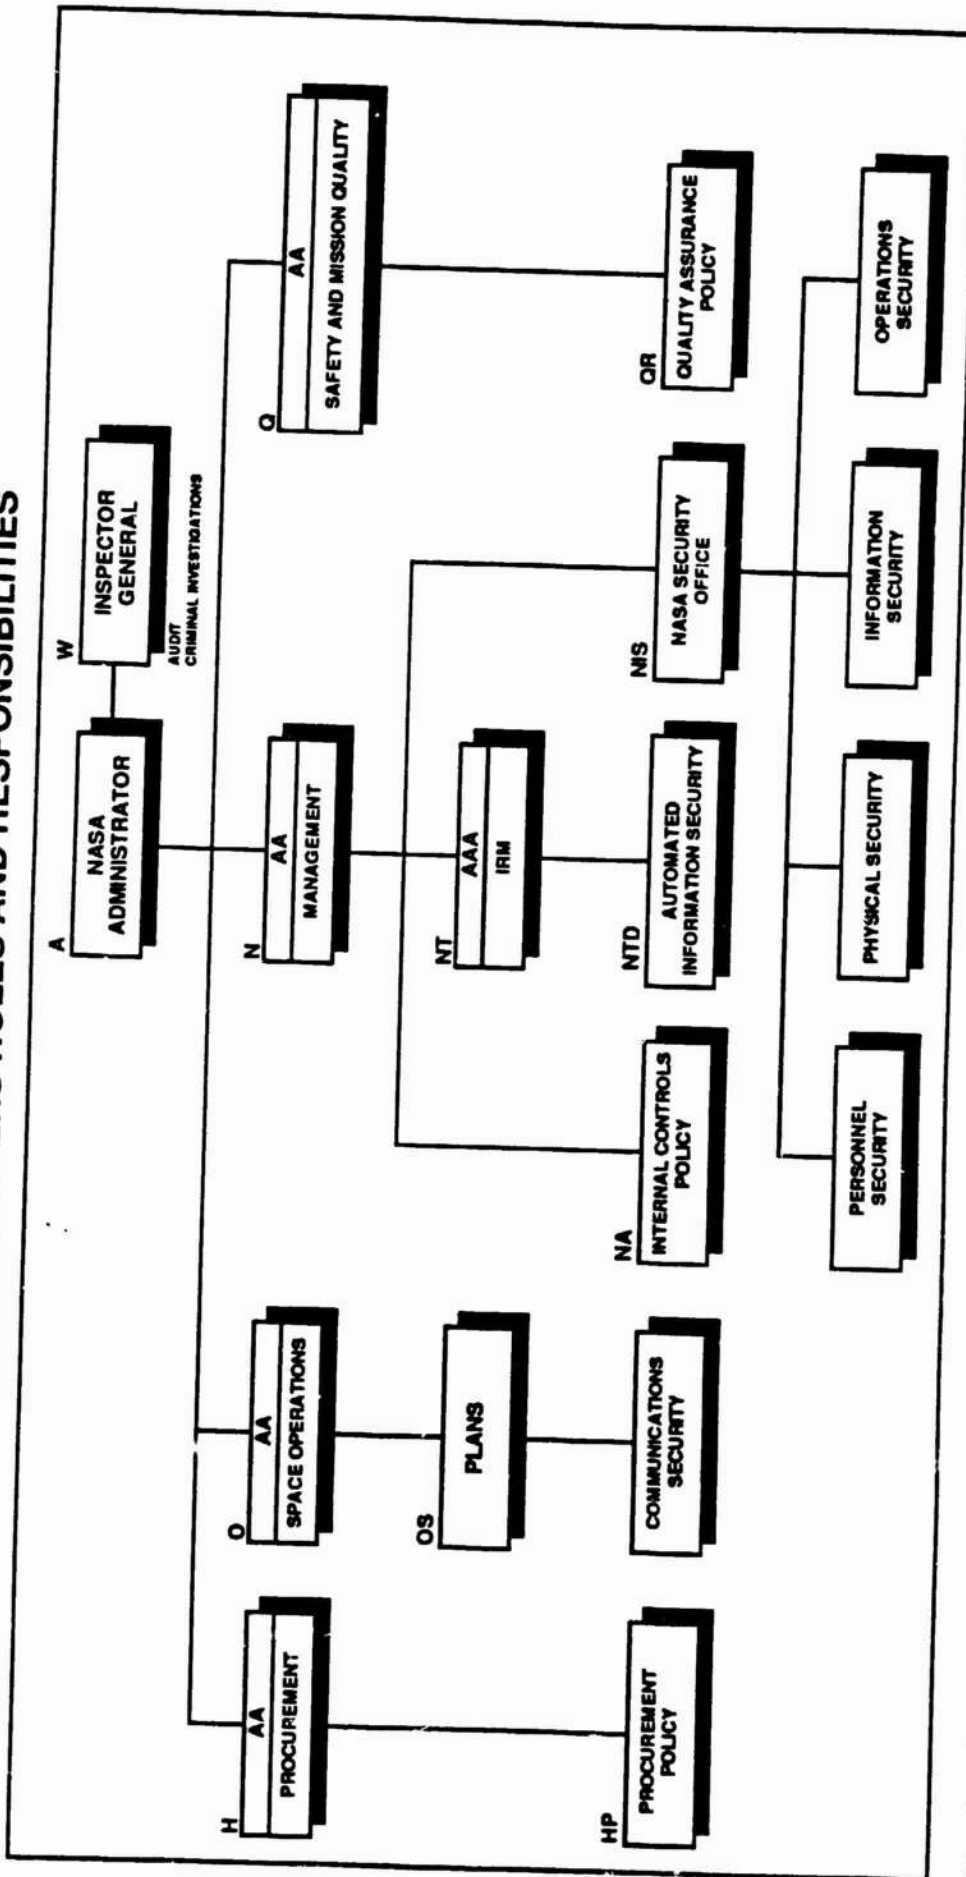 ROLES AND RESPONSIBILITIES
A
NASA
ADMINISTRATOR
W
INSPECTOR
GENERAL
AUDIT
CRIMINAL INVESTIGATIONS
H
AA
PROCUREMENT
O
AA
SPACE OPERATIONS
N
AA
MANAGEMENT
Q
AA
SAFETY AND MISSION QUALITY
OS
PLANS
NT
AAA
IRM
HP
PROCUREMENT
POLICY
COMMUNICATIONS
SECURITY
NA
INTERNAL CONTROLS
POLICY
NTD
AUTOMATED
INFORMATION SECURITY
NIS
NASA SECURITY
OFFICE
QR
QUALITY ASSURANCE
POLICY
PERSONNEL
SECURITY
PHYSICAL SECURITY
INFORMATION
SECURITY
OPERATIONS
SECURITY